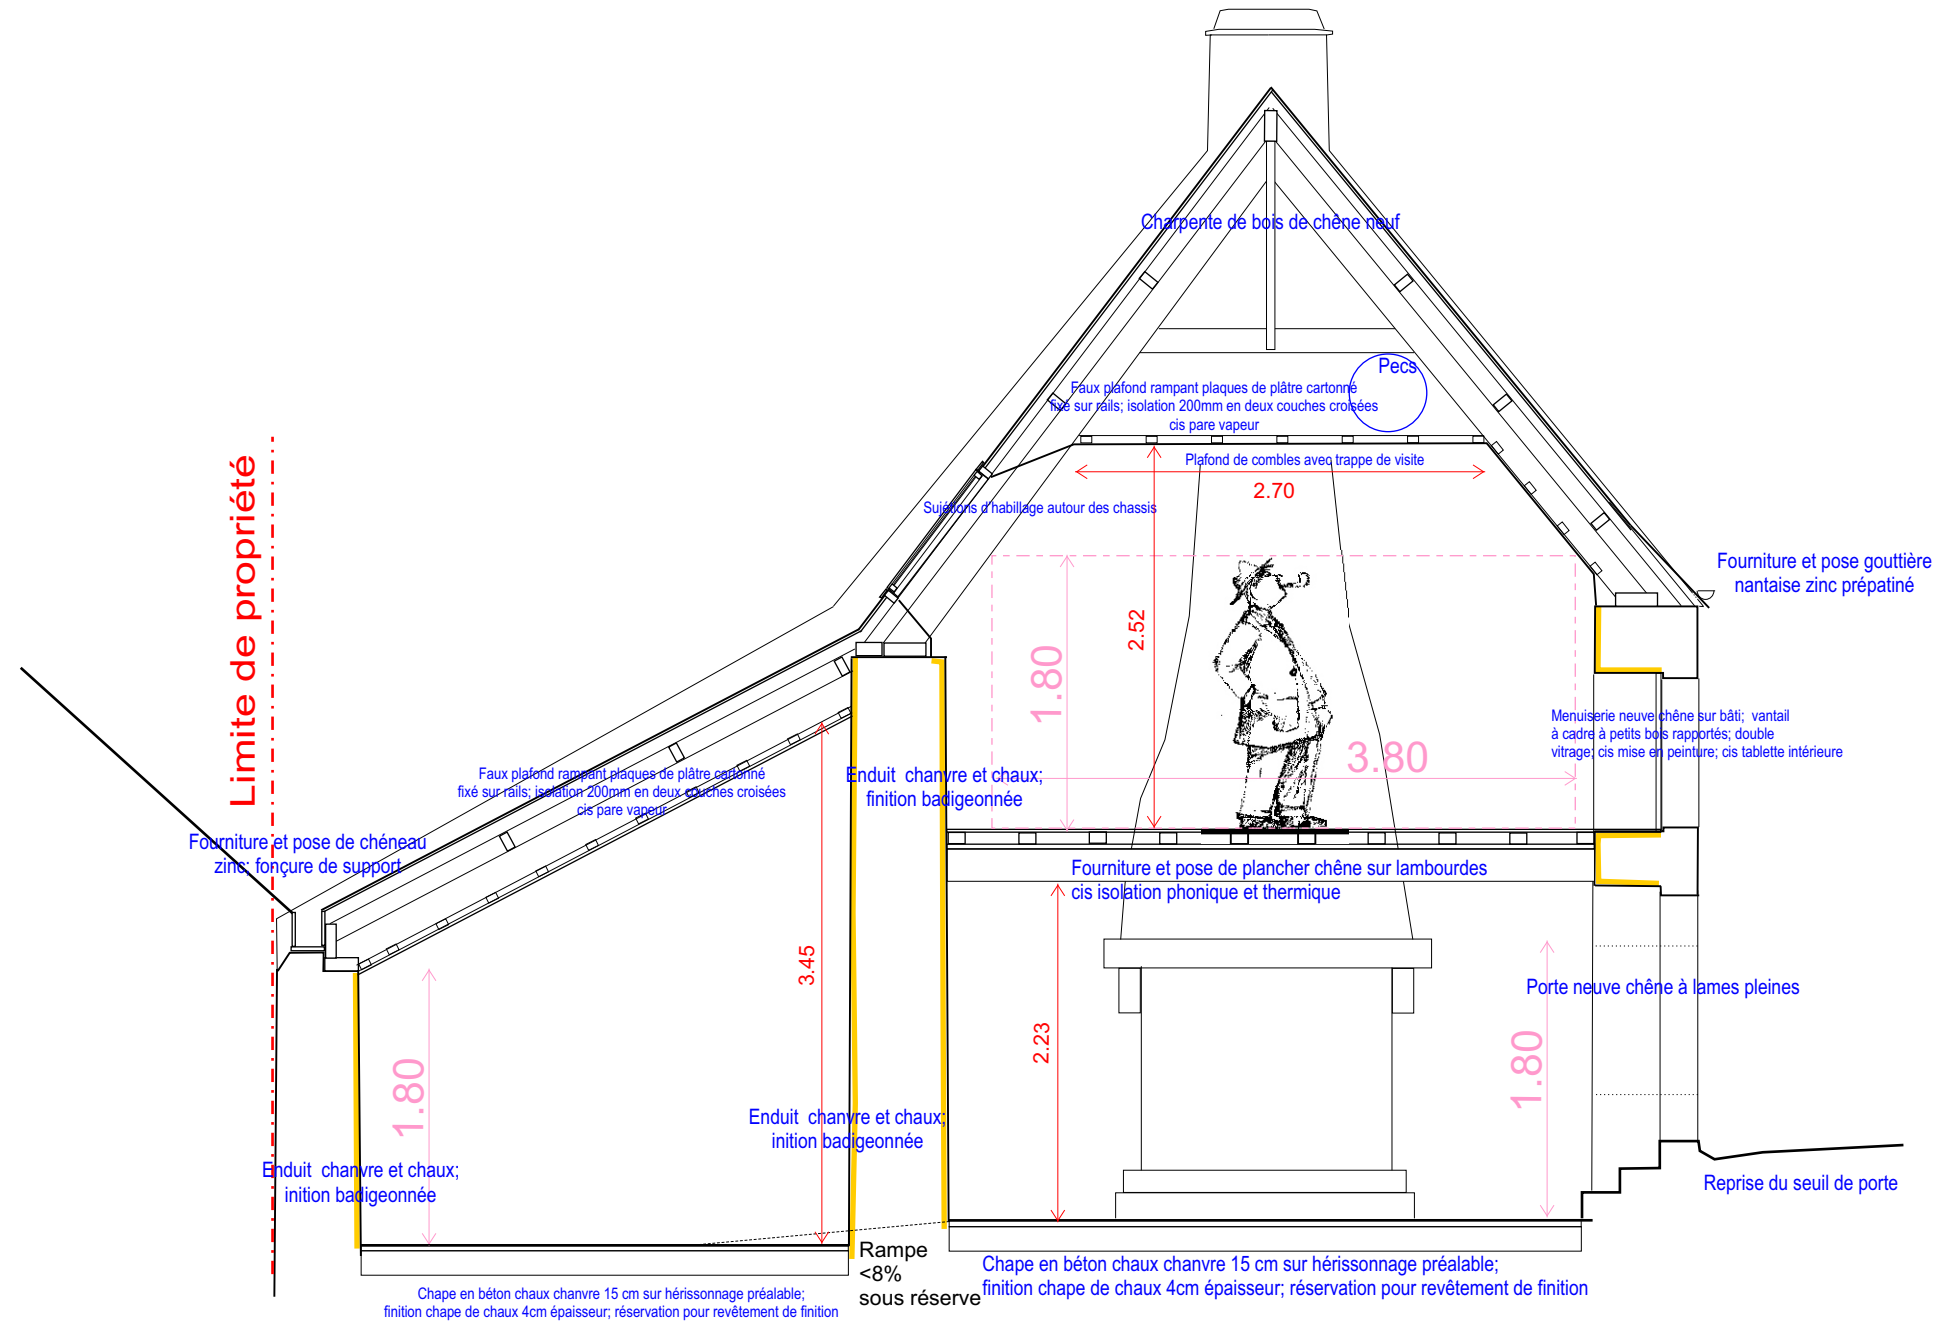 Charpente de bois de chêne neuf
Pecs
Faux plafond rampant plaques de plâtre cartonné
fixé sur rails; isolation 200mm en deux couches croisées
cis pare vapeur
Plafond de combles avec trappe de visite
2.70
Sujétions d'habillage autour des chassis
Limite de propriété
Fourniture et pose gouttière
nantaise zinc prépatiné
2.52
1.80
3.80
Menuiserie neuve chêne sur bâti;  vantail
à cadre à petits bois rapportés; double
vitrage; cis mise en peinture; cis tablette intérieure
Faux plafond rampant plaques de plâtre cartonné
fixé sur rails; isolation 200mm en deux couches croisées
cis pare vapeur
Enduit  chanvre et chaux;
finition badigeonnée
Fourniture et pose de chéneau
zinc; fonçure de support
Fourniture et pose de plancher chêne sur lambourdes
cis isolation phonique et thermique
3.45
2.23
Porte neuve chêne à lames pleines
1.80
1.80
Enduit  chanvre et chaux;
inition badigeonnée
Enduit  chanvre et chaux;
inition badigeonnée
Reprise du seuil de porte
Rampe
<8%
sous réserve
Chape en béton chaux chanvre 15 cm sur hérissonnage préalable;
finition chape de chaux 4cm épaisseur; réservation pour revêtement de finition
Chape en béton chaux chanvre 15 cm sur hérissonnage préalable;
finition chape de chaux 4cm épaisseur; réservation pour revêtement de finition